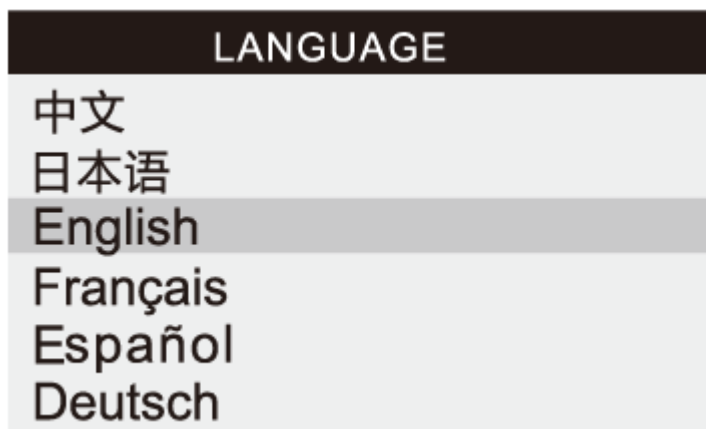 LANGUAGE
中文
日本语
English
Français
Español
Deutsch